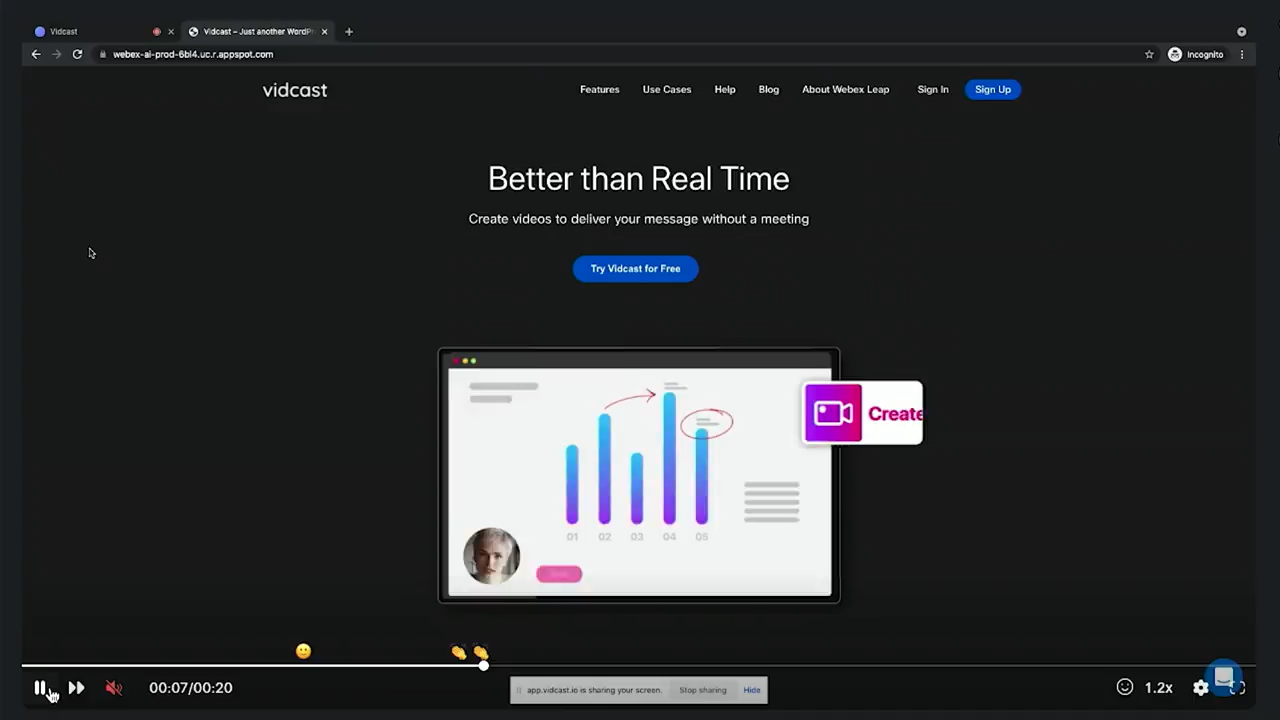 Vidcast
Vidcast – Just another WordPr
webex-ai-prod-6bl4.uc.r.appspot.com
Incognito
vidcast
Features
Use Cases
Help
Blog
About Webex Leap
Sign In
Sign Up
Better than Real Time
Create videos to deliver your message without a meeting
Try Vidcast for Free
Create
01 02 03 04 05
00:07/00:20
app.vidcast.io is sharing your screen.
Stop sharing
Hide
1.2x